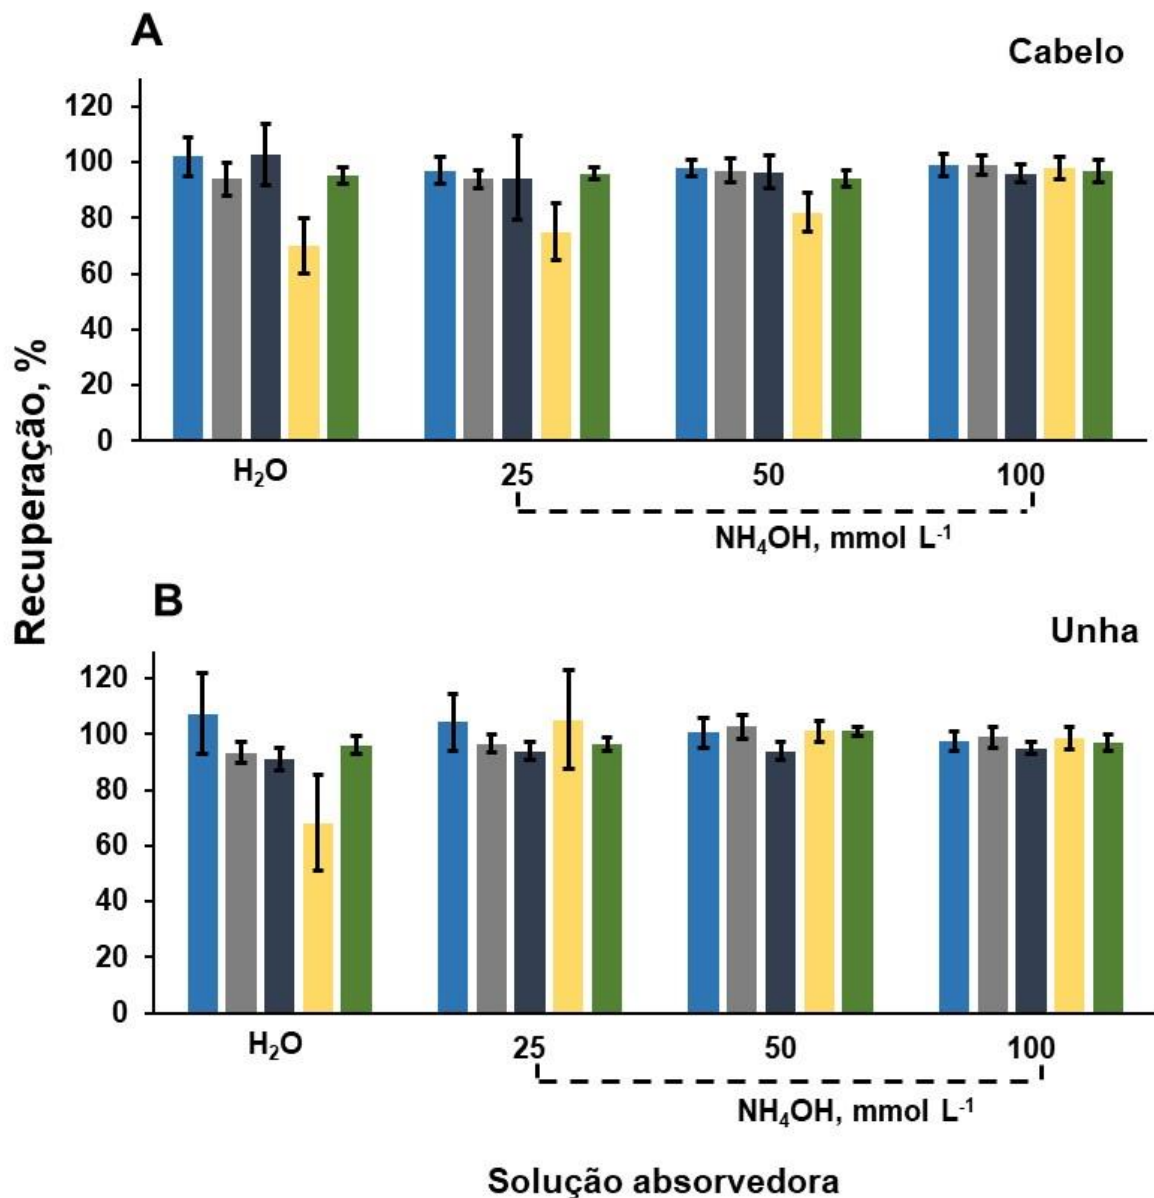 A
Cabelo
120
100
80
60
40
20
0
H₂O 25 50 100
NH₄OH, mmol L⁻¹
Recuperação, %
B
Unha
120
100
80
60
40
20
0
H₂O 25 50 100
NH₄OH, mmol L⁻¹
Solução absorvedora